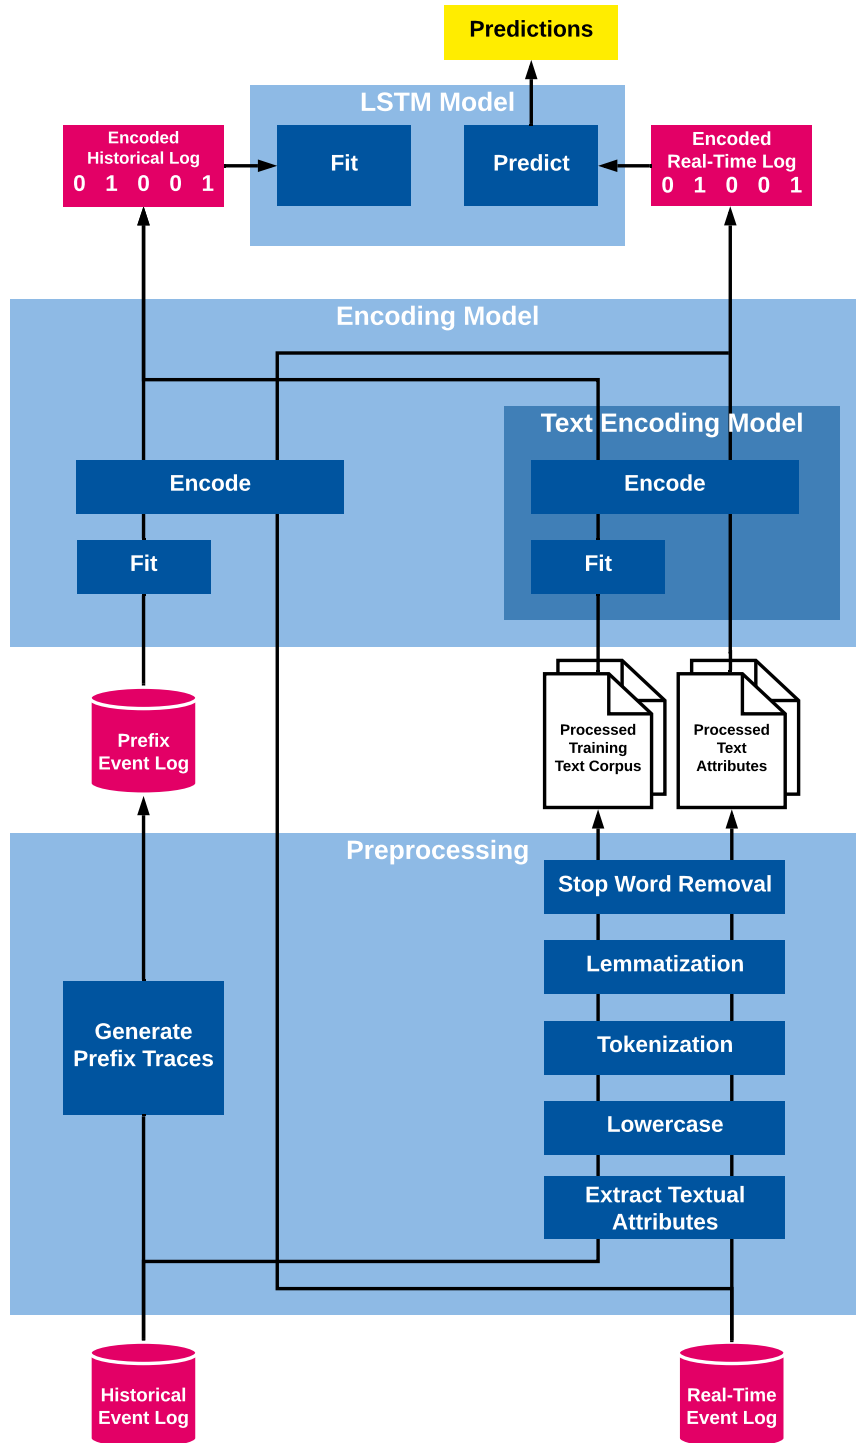 Predictions
LSTM Model
Encoded
Historical Log
0 1 0 0 1
Fit
Predict
Encoded
Real-Time Log
0 1 0 0 1
Encoding Model
Text Encoding Model
Encode
Encode
Fit
Fit
Prefix
Event Log
Processed
Training
Text Corpus
Processed
Text
Attributes
Preprocessing
Stop Word Removal
Lemmatization
Generate
Prefix Traces
Tokenization
Lowercase
Extract Textual
Attributes
Historical
Event Log
Real-Time
Event Log